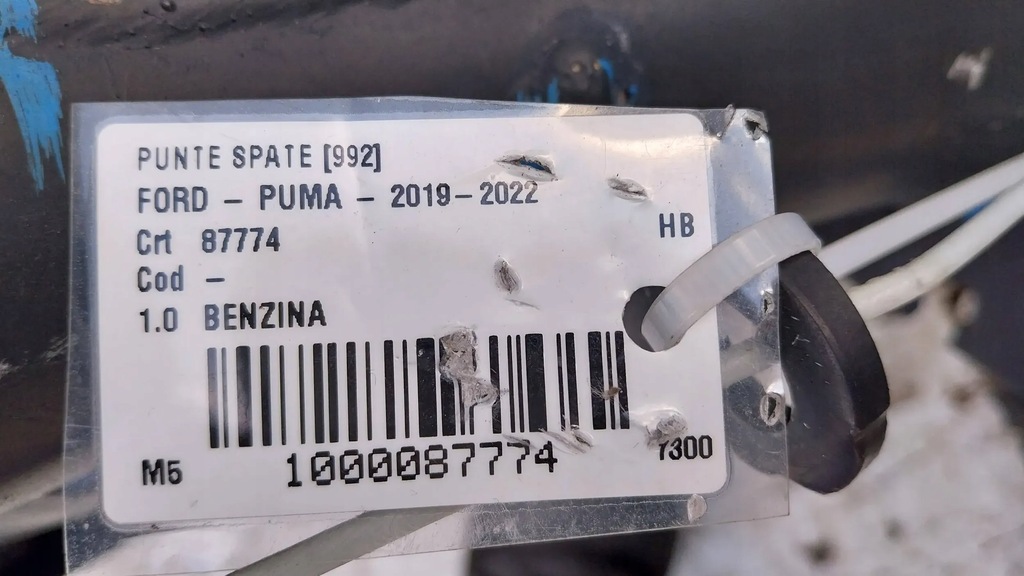 PUNTE SPATE [992]
FORD - PUMA - 2019-2022
HB
Crt 87774
Cod -
1.0 BENZINA
M5 1000087774 7300